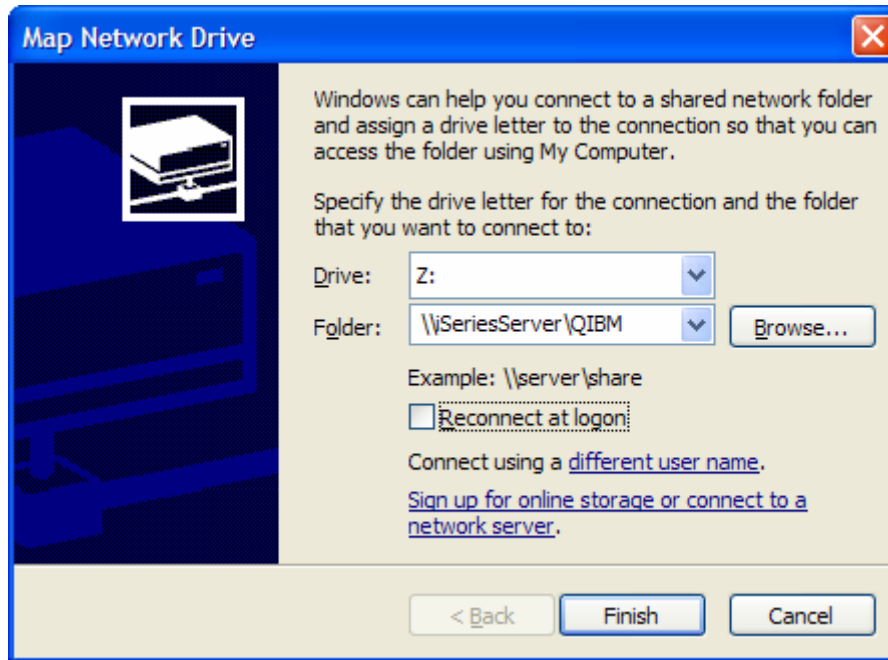 Map Network Drive
Windows can help you connect to a shared network folder
and assign a drive letter to the connection so that you can
access the folder using My Computer.
Specify the drive letter for the connection and the folder
that you want to connect to:
Drive: Z:
Folder: \\iSeriesServer\QIBM Browse...
Example: \\server\share
Reconnect at logon
Connect using a different user name.
Sign up for online storage or connect to a
network server.
< Back Finish Cancel